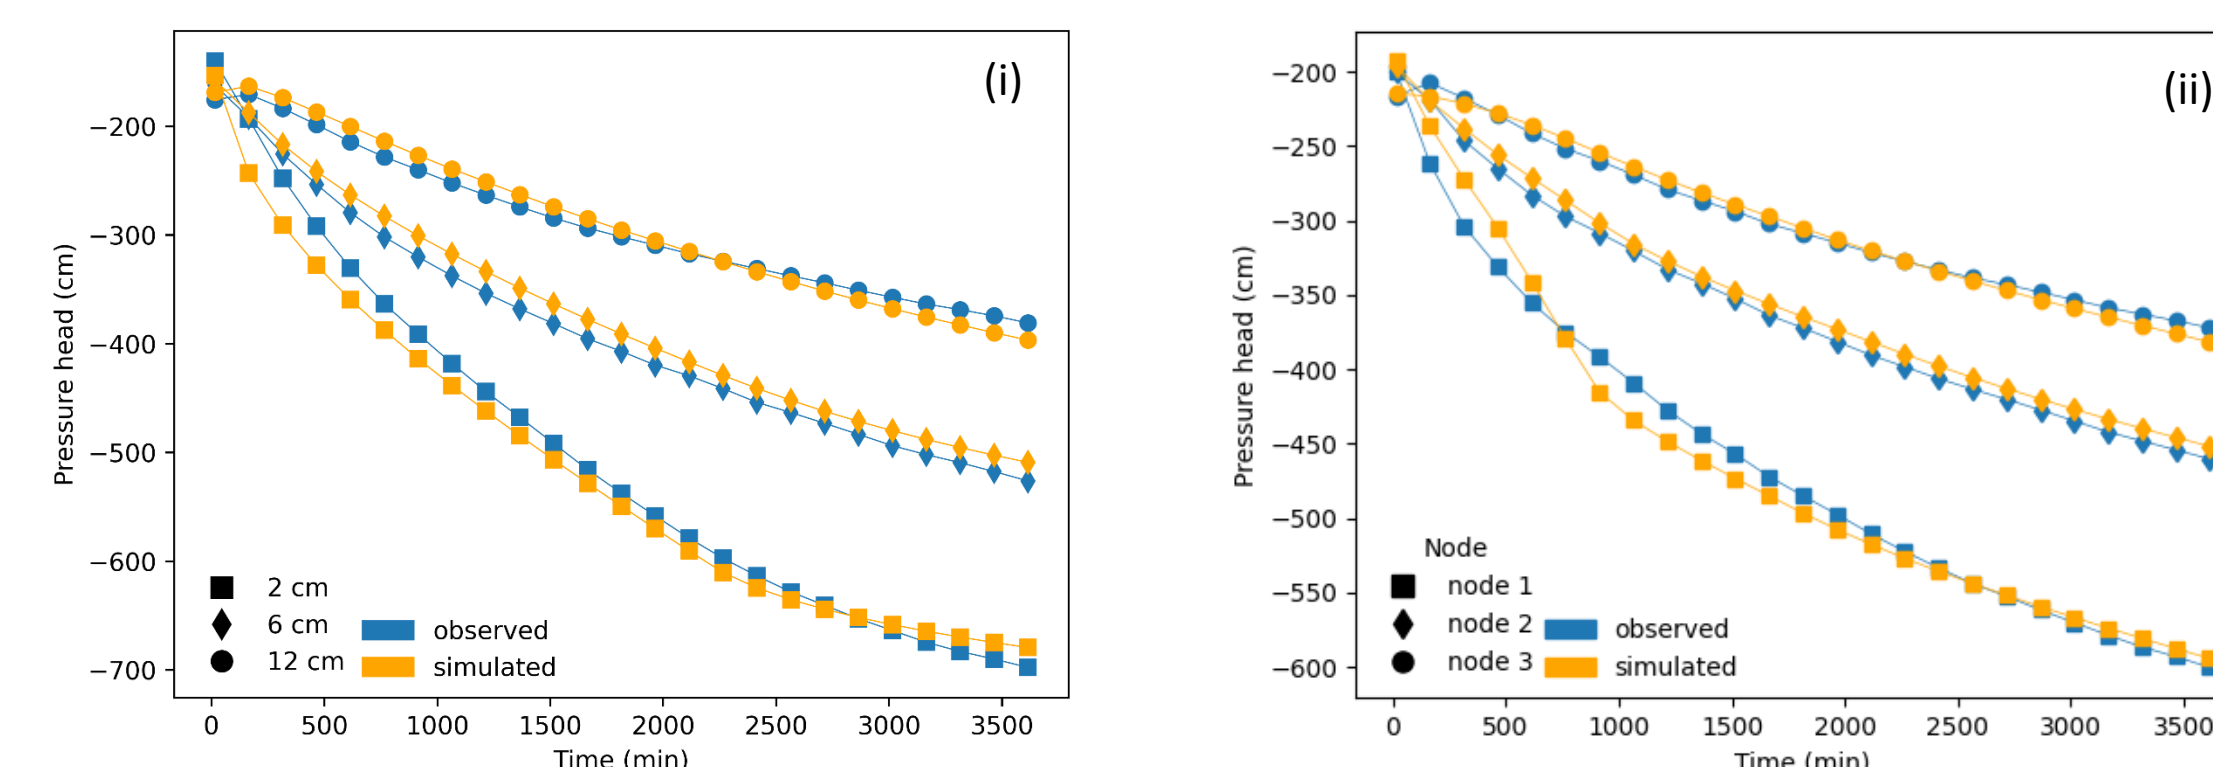 (i)
Pressure head (cm)
−200
−300
−400
−500
−600
−700
2 cm
6 cm
12 cm
observed
simulated
0 500 1000 1500 2000 2500 3000 3500
Time (min)
(ii)
Pressure head (cm)
−200
−250
−300
−350
−400
−450
−500
−550
−600
Node
node 1
node 2
node 3
observed
simulated
0 500 1000 1500 2000 2500 3000 3500
Time (min)